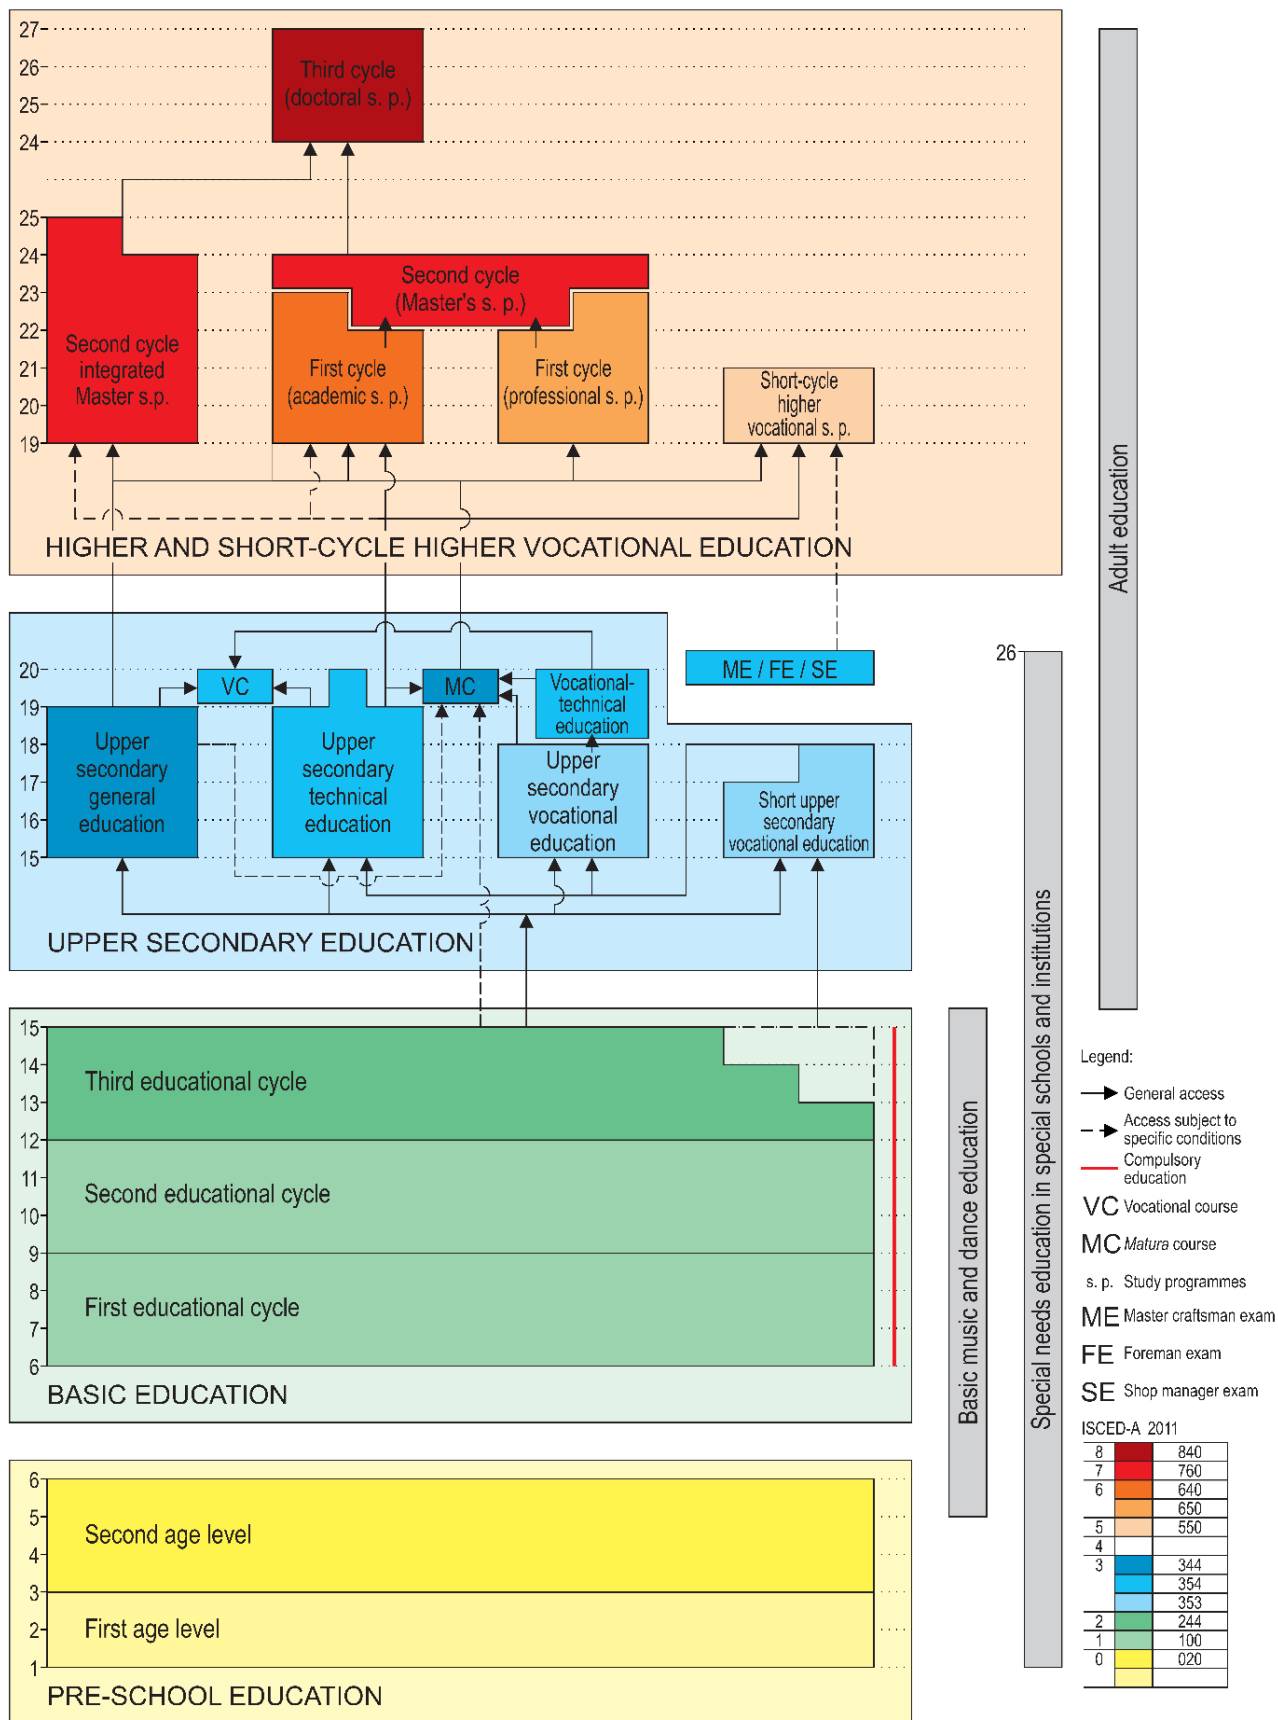 27
26
25
24
Third cycle
(doctoral s. p.)
25
24
23
22
21
20
19
Second cycle
integrated
Master s.p.
Second cycle
(Master's s. p.)
First cycle
(academic s. p.)
First cycle
(professional s. p.)
Short-cycle
higher
vocational s. p.
HIGHER AND SHORT-CYCLE HIGHER VOCATIONAL EDUCATION
20
19
18
17
16
15
VC
MC
Vocational-
technical
education
ME / FE / SE
Upper
secondary
general
education
Upper
secondary
technical
education
Upper
secondary
vocational
education
Short upper
secondary
vocational education
UPPER SECONDARY EDUCATION
15
14
13
12
11
10
9
8
7
6
Third educational cycle
Second educational cycle
First educational cycle
BASIC EDUCATION
6
5
4
3
2
1
Second age level
First age level
PRE-SCHOOL EDUCATION
Basic music and dance education
26
Special needs education in special schools and institutions
Adult education
Legend:
General access
Access subject to
specific conditions
Compulsory
education
VC Vocational course
MC Matura course
s. p. Study programmes
ME Master craftsman exam
FE Foreman exam
SE Shop manager exam
ISCED-A 2011
8 840
7 760
6 640
650
5 550
4
3 344
354
353
2 244
1 100
0 020